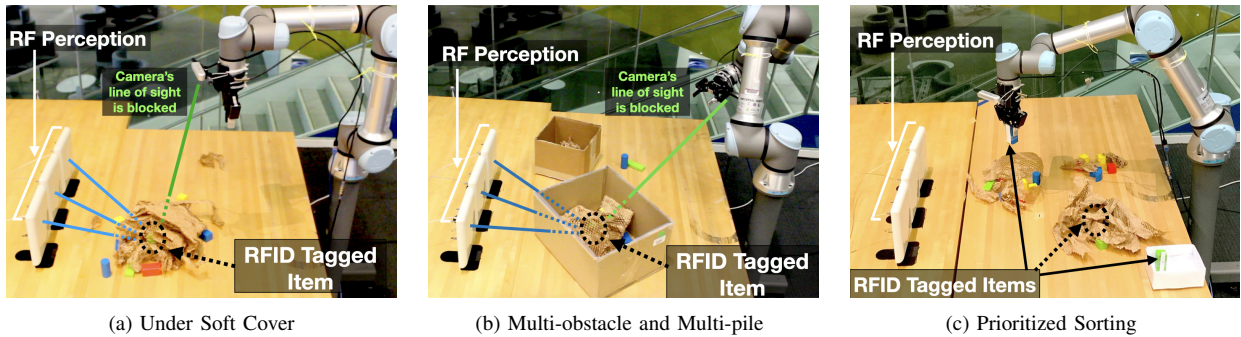 RF Perception
Camera's
line of sight
is blocked
RFID Tagged
Item
(a) Under Soft Cover
RF Perception
Camera's
line of sight
is blocked
RFID Tagged
Item
(b) Multi-obstacle and Multi-pile
RF Perception
RFID Tagged Items
(c) Prioritized Sorting